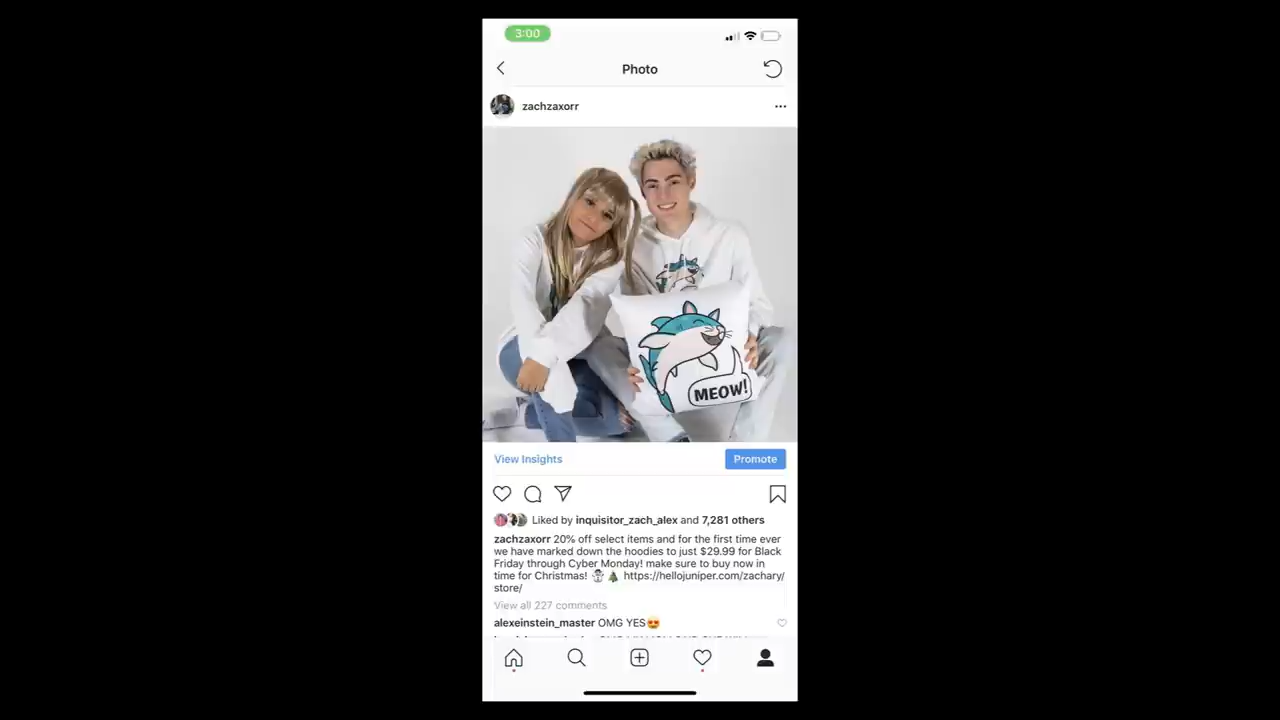 3:00
Photo
zachzaxorr
MEOW!
View Insights
Promote
Liked by inquisitor_zach_alex and 7,281 others
zachzaxorr 20% off select items and for the first time ever
we have marked down the hoodies to just $29.99 for Black
Friday through Cyber Monday! make sure to buy now in
time for Christmas! ☃️ 🎄 https://hellojuniper.com/zachary/
store/
View all 227 comments
alexeinstein_master OMG YES😍